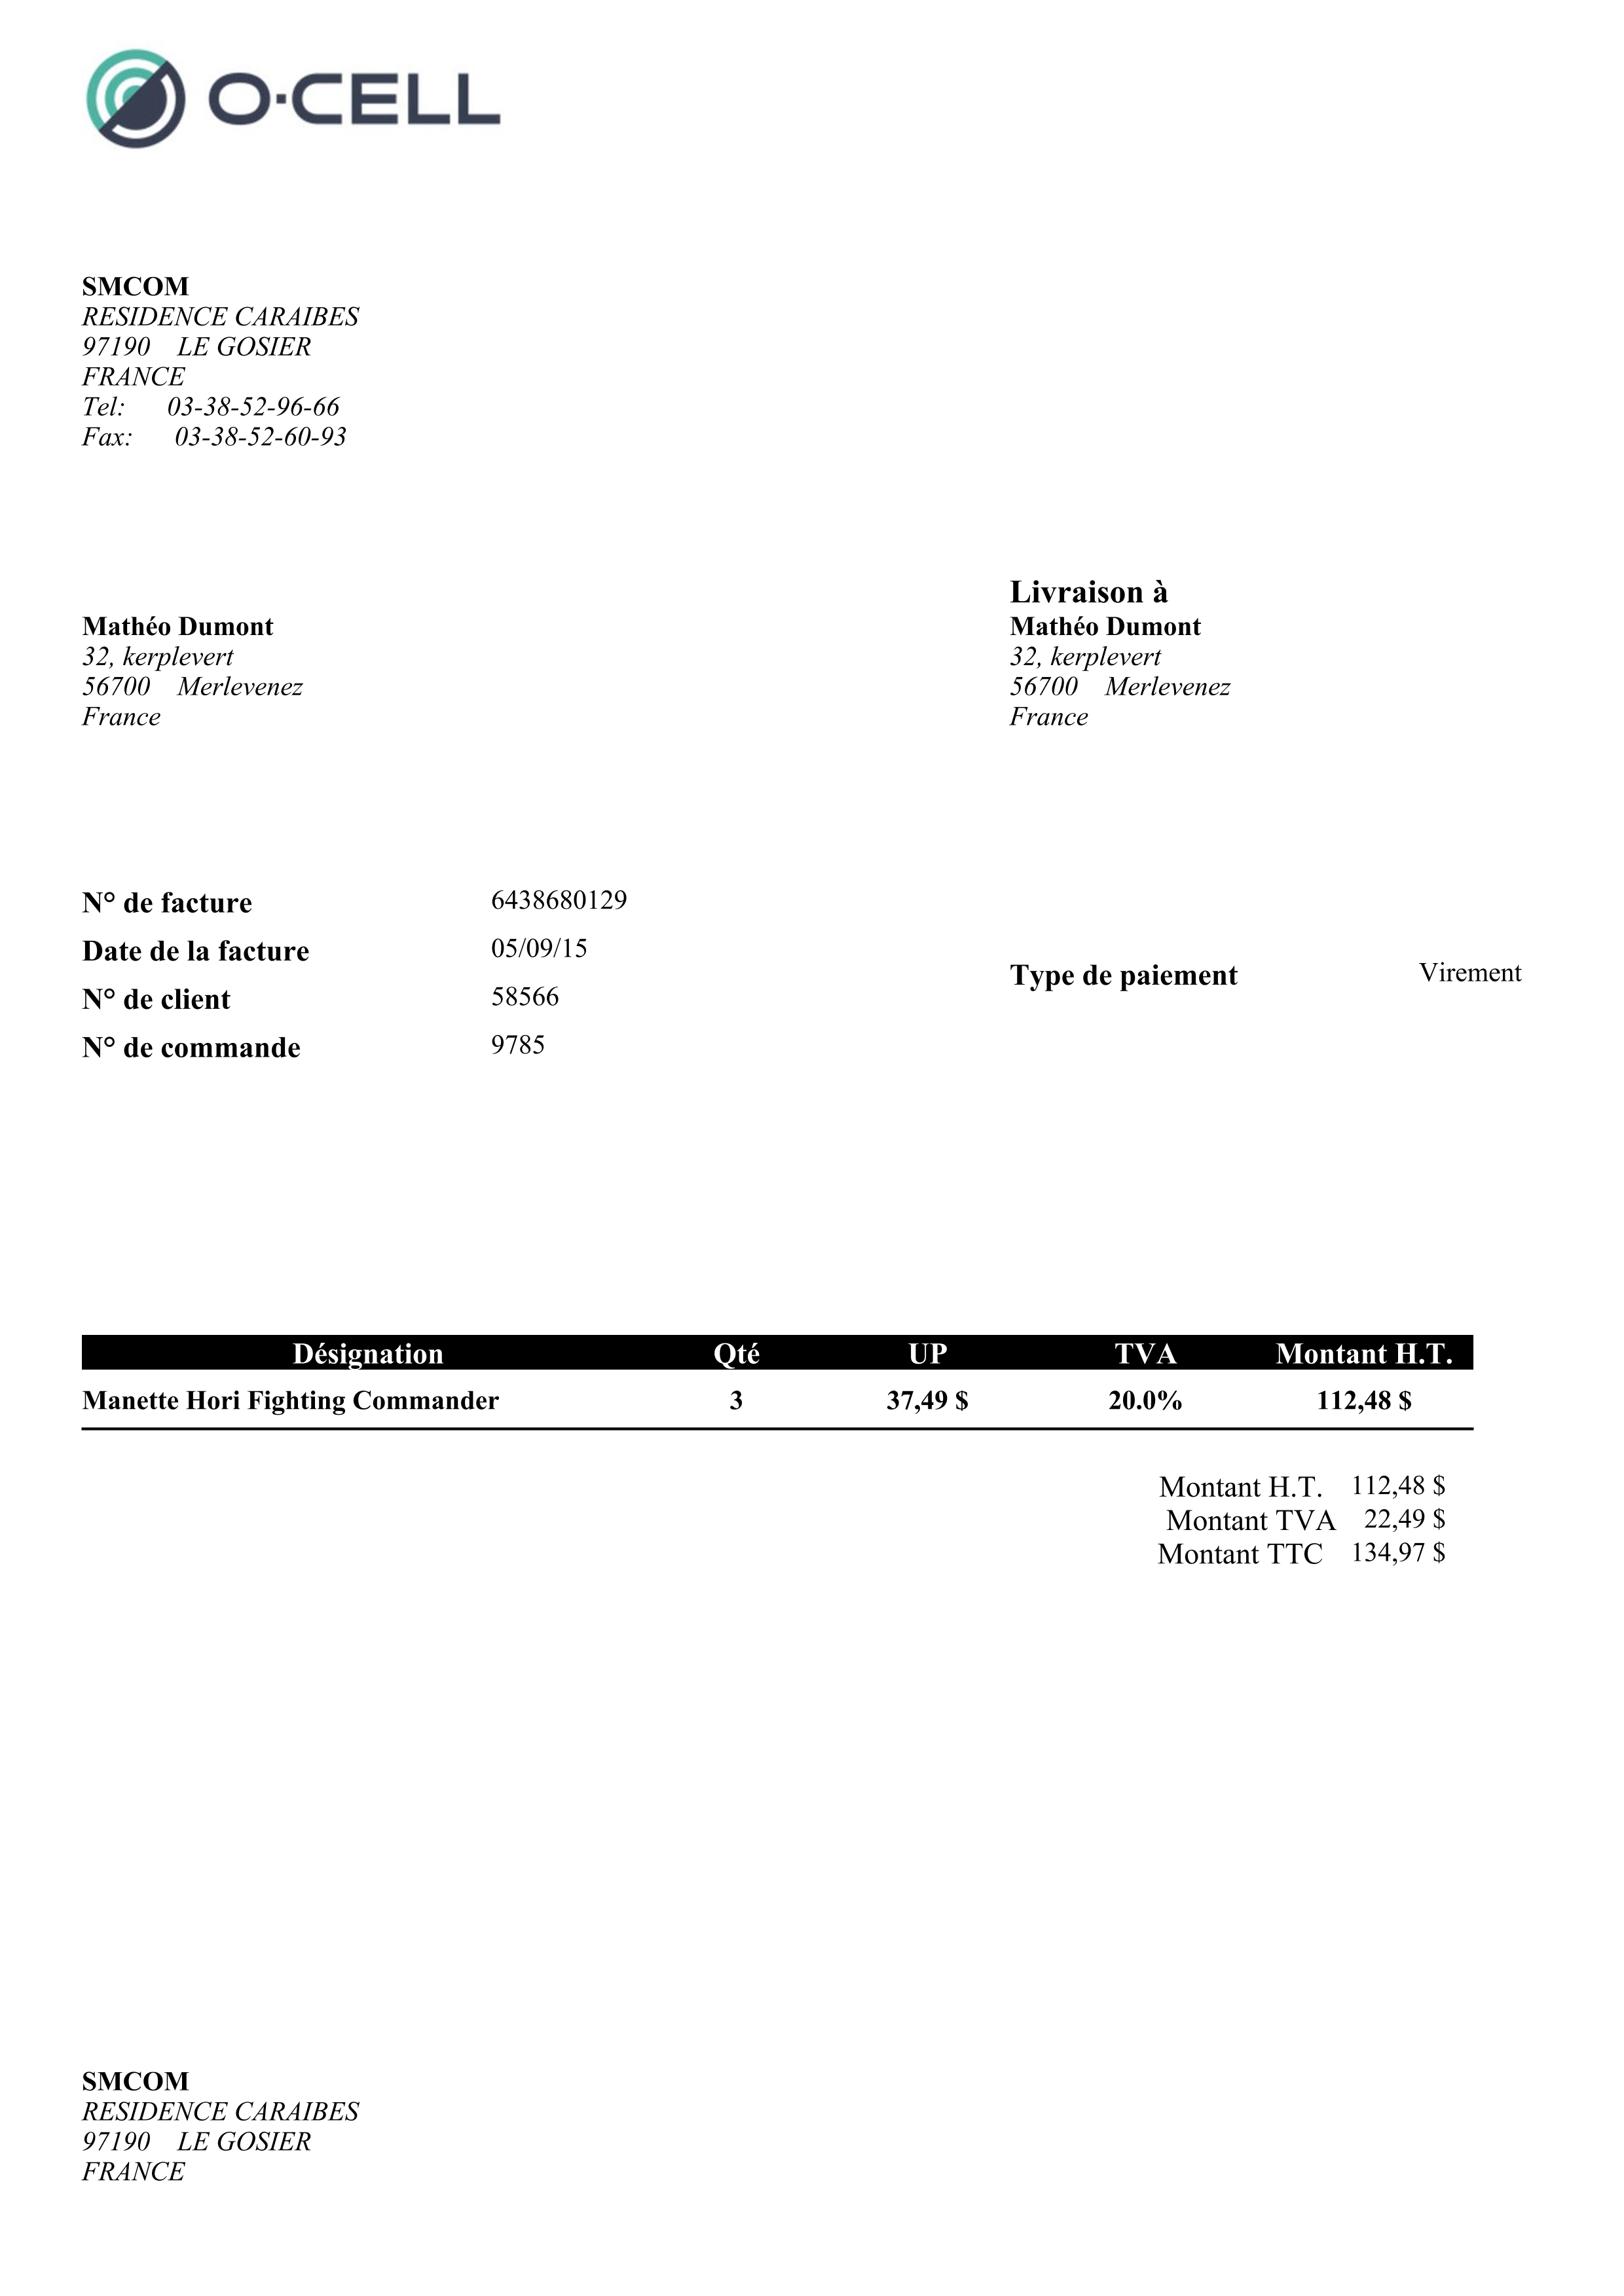 O·CELL
SMCOM
RESIDENCE CARAIBES
97190 LE GOSIER
FRANCE
Tel: 03-38-52-96-66
Fax: 03-38-52-60-93
Livraison à
Mathéo Dumont
32, kerplevert
56700 Merlevenez
France
Mathéo Dumont
32, kerplevert
56700 Merlevenez
France
N° de facture 6438680129
Date de la facture 05/09/15
N° de client 58566
N° de commande 9785
Type de paiement Virement
Désignation Qté UP TVA Montant H.T.
Manette Hori Fighting Commander 3 37,49 $ 20.0% 112,48 $
Montant H.T. 112,48 $
Montant TVA 22,49 $
Montant TTC 134,97 $
SMCOM
RESIDENCE CARAIBES
97190 LE GOSIER
FRANCE